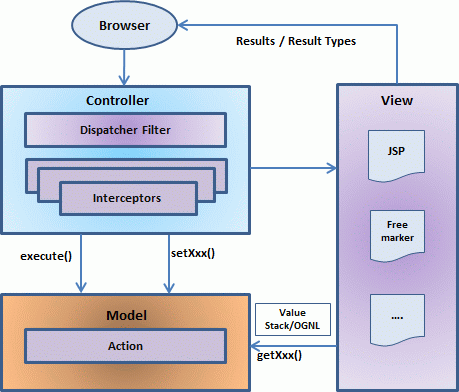 Browser
Results / Result Types
Controller
Dispatcher Filter
Interceptors
View
JSP
Free
marker
....
execute()
setXxx()
Value
Stack/OGNL
getXxx()
Model
Action